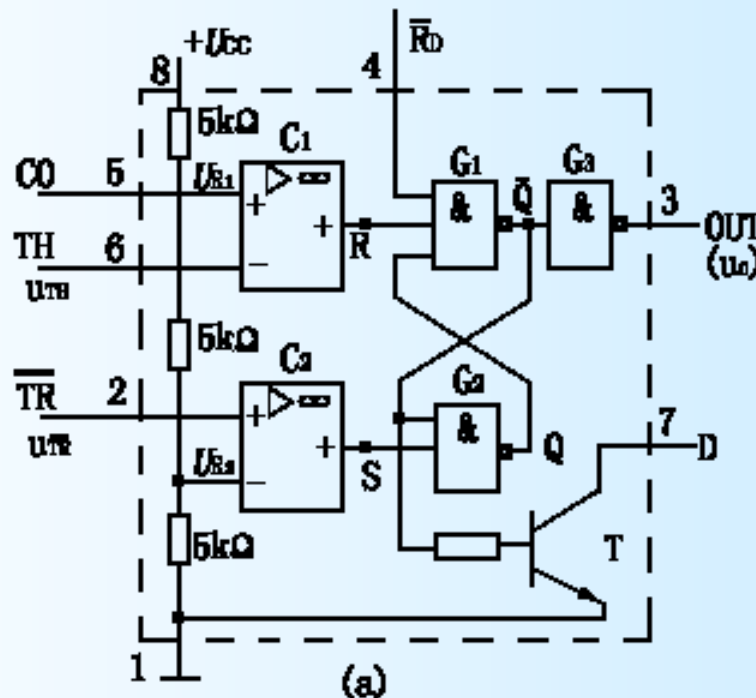 +UCC
R̅D
8
4
5kΩ
C1
G1
G3
CO
5
UR1
▷∞
+
&
Q̅
&
3
OUT
TH
6
−
+
R
(uo)
uTH
5kΩ
C2
G2
T̅R̅
2
+
▷∞
&
7
D
uTR
UR2
−
+
S
Q
5kΩ
T
1
(a)